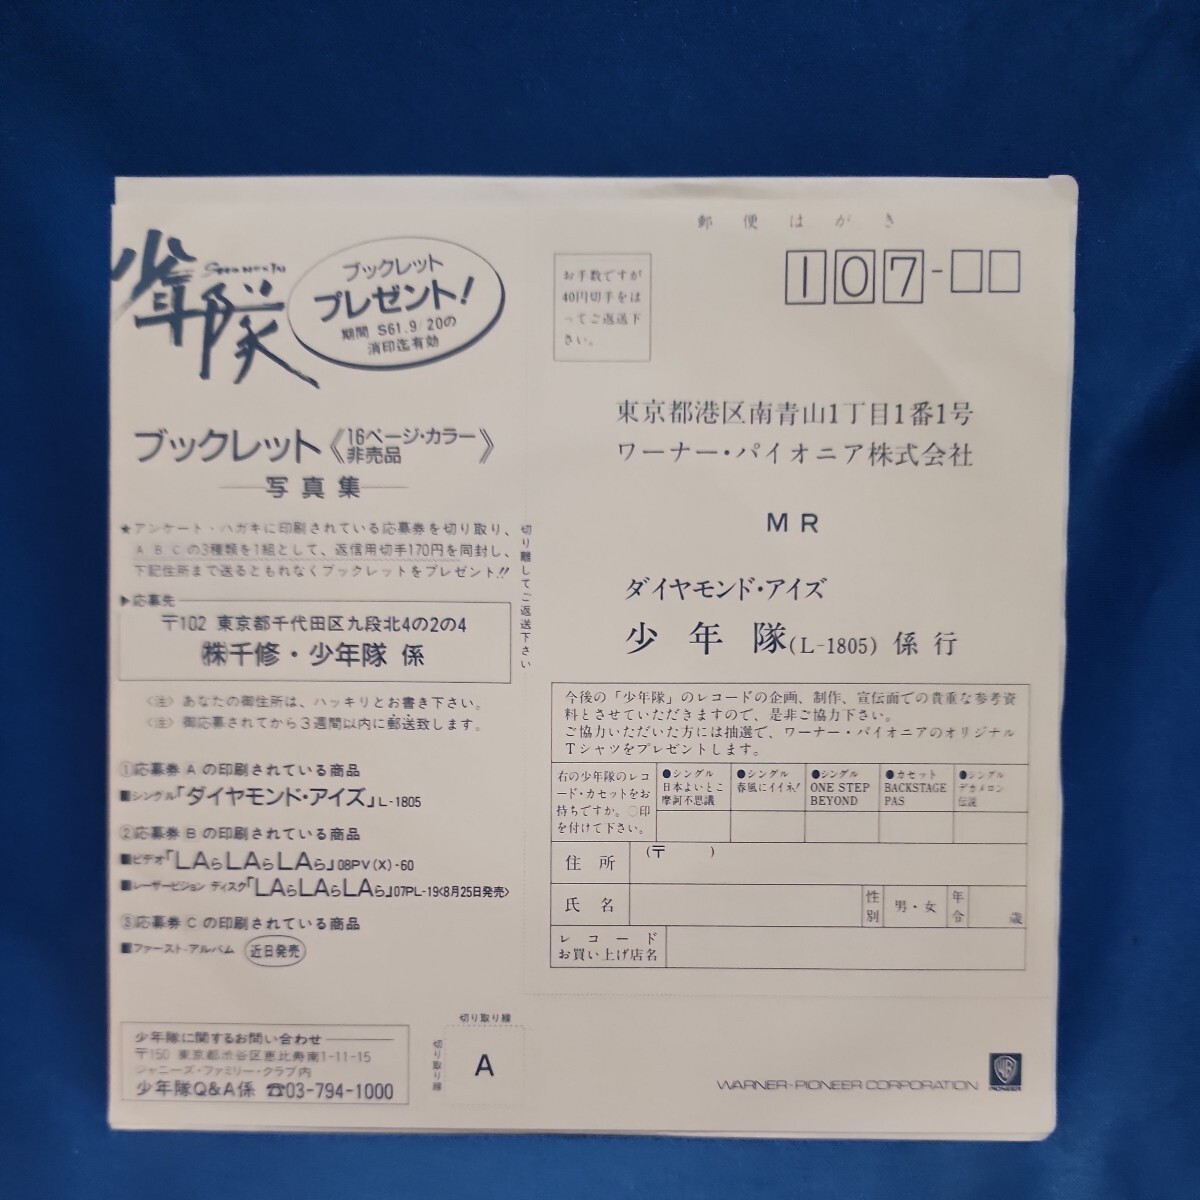 少年隊
SHONENTAI
ブックレット
プレゼント!
期間 S61.9/20の
消印迄有効
ブックレット《16ページ・カラー
非売品》
写真集
★アンケート・ハガキに印刷されている応募券を切り取り、
ABCの3種類を1組として、返信用切手170円を同封し、
下記住所まで送るともれなくブックレットをプレゼント!!
▶応募先
〒102 東京都千代田区九段北4の2の4
㈱千修・少年隊 係
〈注〉あなたの御住所は、ハッキリとお書き下さい。
〈注〉御応募されてから3週間以内に郵送致します。
①応募券Aの印刷されている商品
■シングル「ダイヤモンド・アイズ」L-1805
②応募券Bの印刷されている商品
■ビデオ「LAらLAらLAら」08PV(X)-60
■レーザービジョン ディスク「LAらLAらLAら」07PL-19〈8月25日発売〉
③応募券Cの印刷されている商品
■ファースト・アルバム 近日発売
少年隊に関するお問い合わせ
〒150 東京都渋谷区恵比寿南1-11-15
ジャニーズ・ファミリー・クラブ内
少年隊Q&A係 ☎03-794-1000
切り取り線
切り取り線
A
切り離してご返送下さい
郵便はがき
お手数ですが
40円切手をは
ってご返送下
さい。
107-□□
東京都港区南青山1丁目1番1号
ワーナー・パイオニア株式会社
MR
ダイヤモンド・アイズ
少年隊(L-1805) 係行
今後の「少年隊」のレコードの企画、制作、宣伝面での貴重な参考資
料とさせていただきますので、是非ご協力下さい。
ご協力いただいた方には抽選で、ワーナー・パイオニアのオリジナル
Tシャツをプレゼントします。
右の少年隊のレコ
ード・カセットをお
持ちですか。○印
を付けて下さい。
●シングル
日本よいとこ
摩訶不思議
●シングル
春風にイイネ!
●シングル
ONE STEP
BEYOND
●カセット
BACKSTAGE
PAS
●シングル
デカメロン
伝説
住所
(〒 )
氏名
性別
男・女
年令
歳
レコード
お買い上げ店名
WARNER-PIONEER CORPORATION
WB
PIONEER